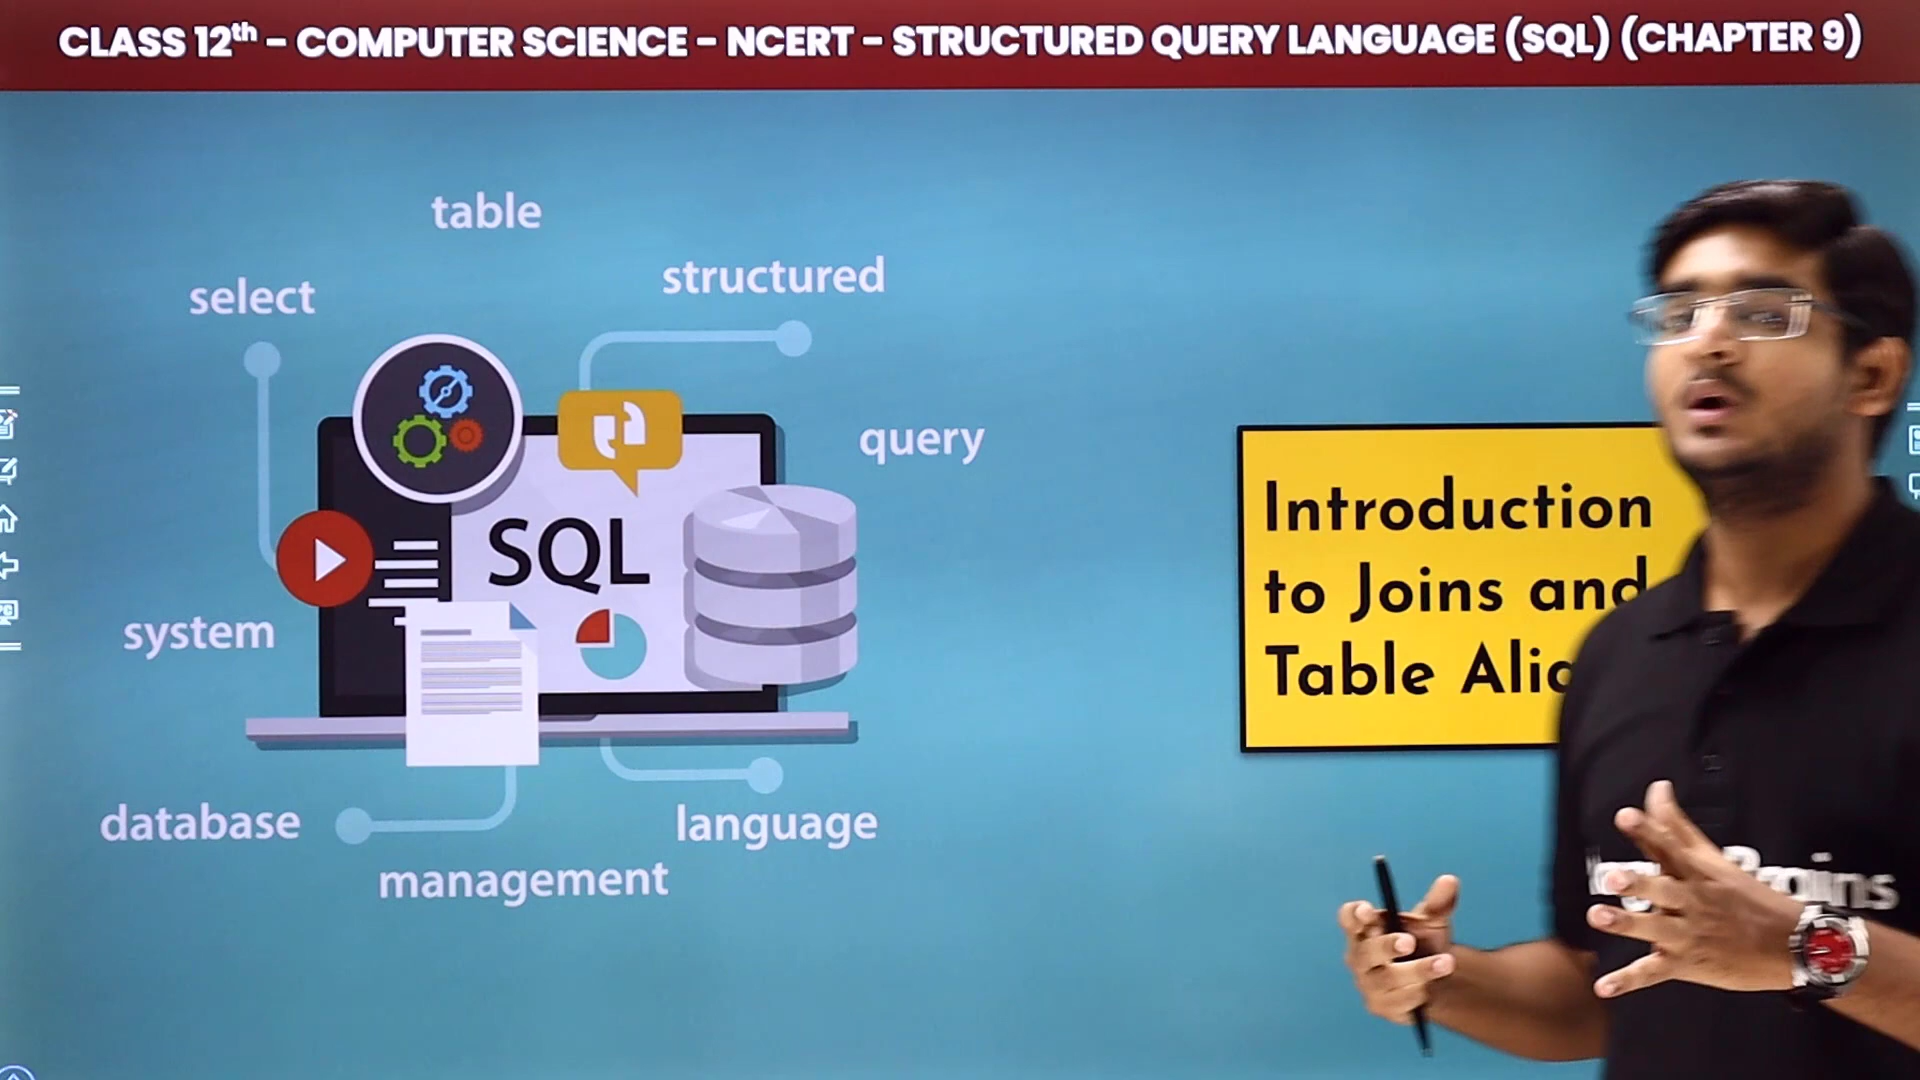 CLASS 12th - COMPUTER SCIENCE - NCERT - STRUCTURED QUERY LANGUAGE (SQL) (CHAPTER 9)
table
select
structured
query
SQL
system
database
language
management
Introduction
to Joins and
Table